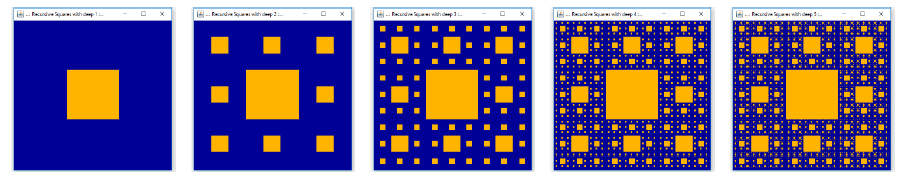 .... Recursive Squares with deep 1 :...
.... Recursive Squares with deep 2 :...
.... Recursive Squares with deep 3 :...
.... Recursive Squares with deep 4 :...
.... Recursive Squares with deep 5 :...